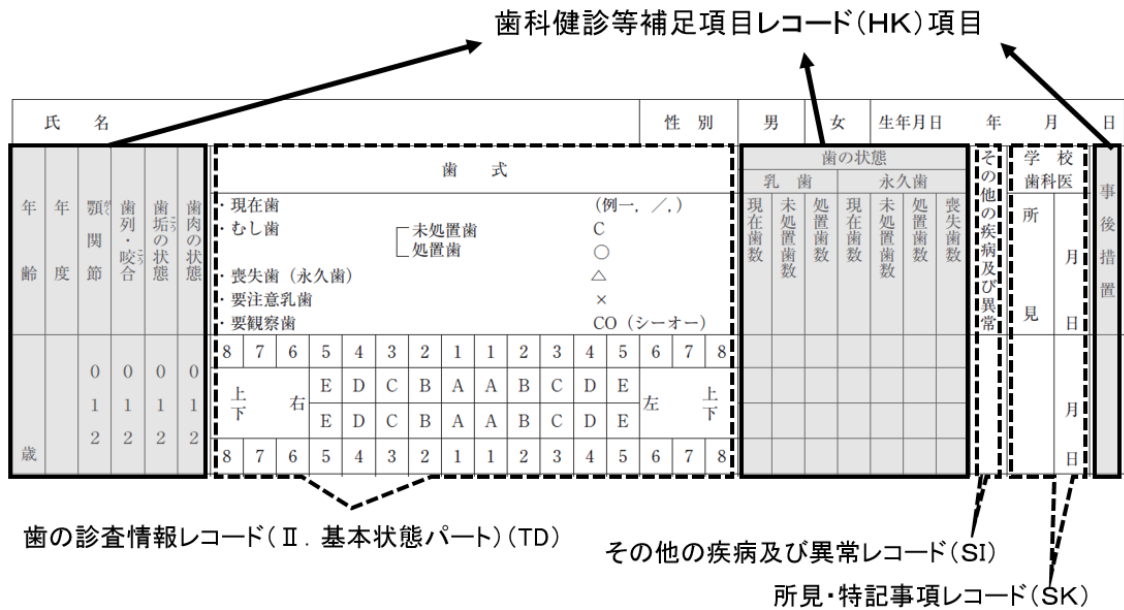 歯科健診等補足項目レコード(HK)項目
氏　名
性　別
男
女
生年月日　年　月　日
年齢
年度
顎関節
がく
歯列・咬合
こう
歯垢の状態
こう
歯肉の状態
歯　式
・現在歯　(例一, ／,)
・むし歯　未処置歯　C
処置歯　○
・喪失歯 (永久歯)　△
・要注意乳歯　×
・要観察歯　CO (シーオー)
歯の状態
乳　歯
永久歯
現在歯数
未処置歯数
処置歯数
現在歯数
未処置歯数
処置歯数
喪失歯数
その他の疾病及び異常
学　校
歯科医
所見
月
日
事後措置
歳
0 1 2
0 1 2
0 1 2
0 1 2
8 7 6 5 4 3 2 1 1 2 3 4 5 6 7 8
上 E D C B A A B C D E 上
右 左
下 E D C B A A B C D E 下
8 7 6 5 4 3 2 1 1 2 3 4 5 6 7 8
月
日
歯の診査情報レコード(Ⅱ．基本状態パート)(TD)
その他の疾病及び異常レコード(SI)
所見・特記事項レコード(SK)